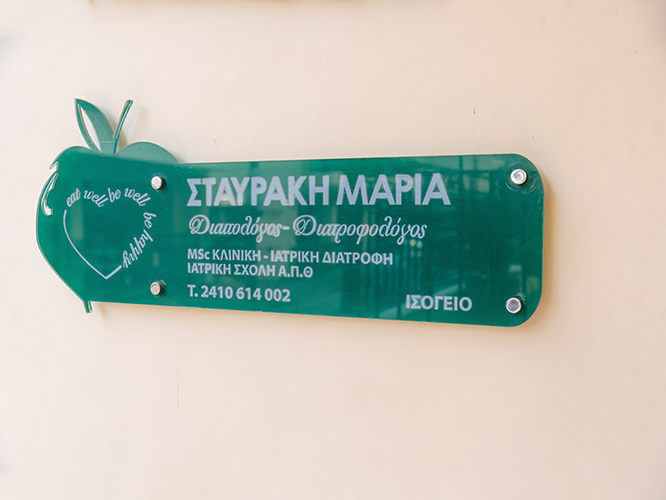 eat well-be well be happy
ΣΤΑΥΡΑΚΗ ΜΑΡΙΑ
Διαιτολόγος - Διατροφολόγος
MSc ΚΛΙΝΙΚΗ - ΙΑΤΡΙΚΗ ΔΙΑΤΡΟΦΗ
ΙΑΤΡΙΚΗ ΣΧΟΛΗ Α.Π.Θ
Τ. 2410 614 002
ΙΣΟΓΕΙΟ